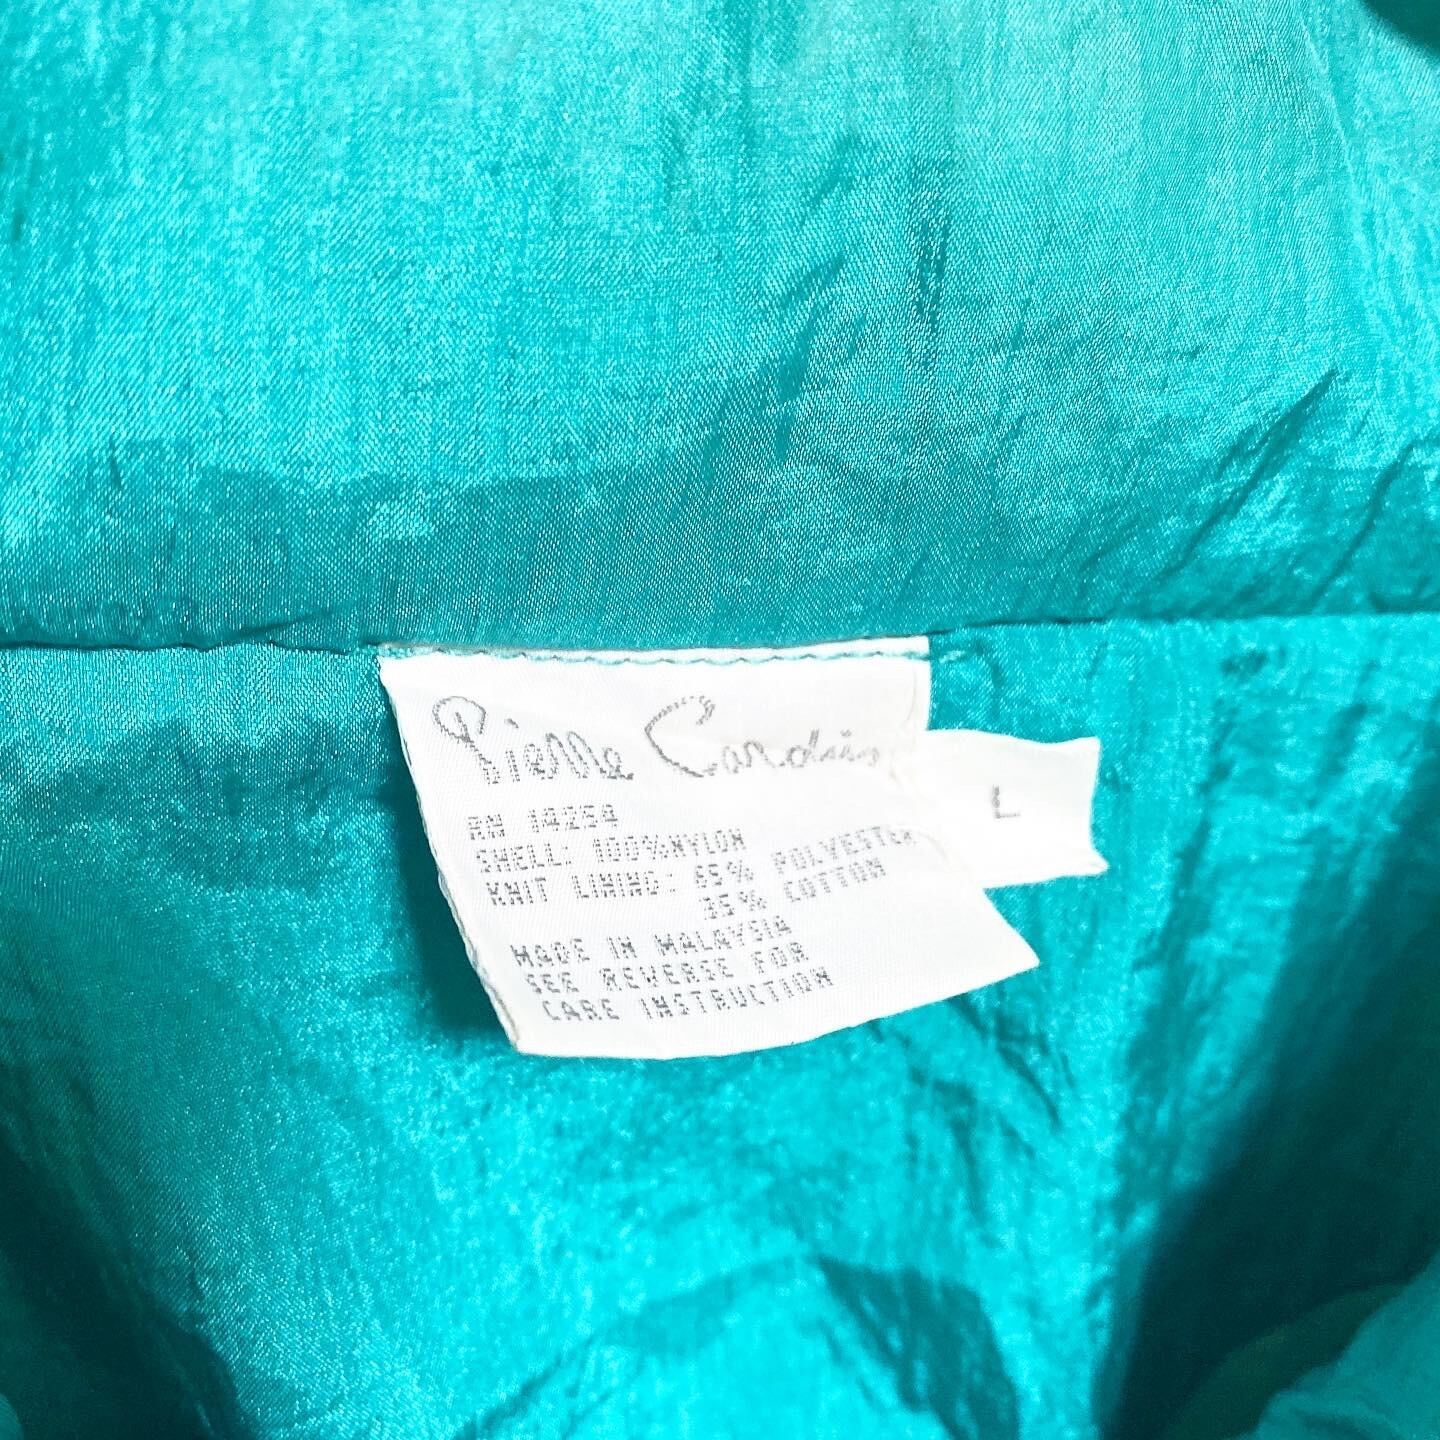 Pierre Cardin
RN 14254
SHELL: 100%NYLON
KNIT LINING: 65% POLYESTER
35% COTTON
MADE IN MALAYSIA
SEE REVERSE FOR
CARE INSTRUCTION
L